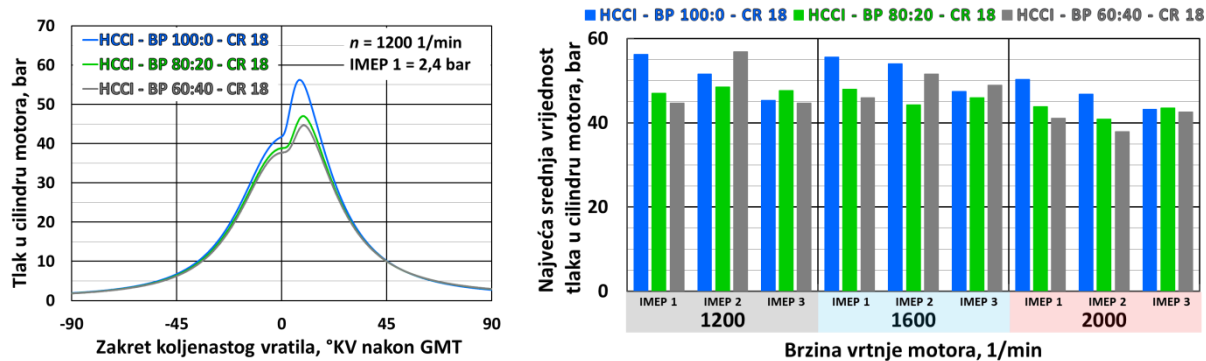 HCCI - BP 100:0 - CR 18
HCCI - BP 80:20 - CR 18
HCCI - BP 60:40 - CR 18
n = 1200 1/min
IMEP 1 = 2,4 bar
Tlak u cilindru motora, bar
70
60
50
40
30
20
10
0
-90 -45 0 45 90
Zakret koljenastog vratila, °KV nakon GMT
HCCI - BP 100:0 - CR 18 HCCI - BP 80:20 - CR 18 HCCI - BP 60:40 - CR 18
Najveća srednja vrijednost
tlaka u cilindru motora, bar
60
40
20
0
IMEP 1 IMEP 2 IMEP 3 IMEP 1 IMEP 2 IMEP 3 IMEP 1 IMEP 2 IMEP 3
1200 1600 2000
Brzina vrtnje motora, 1/min